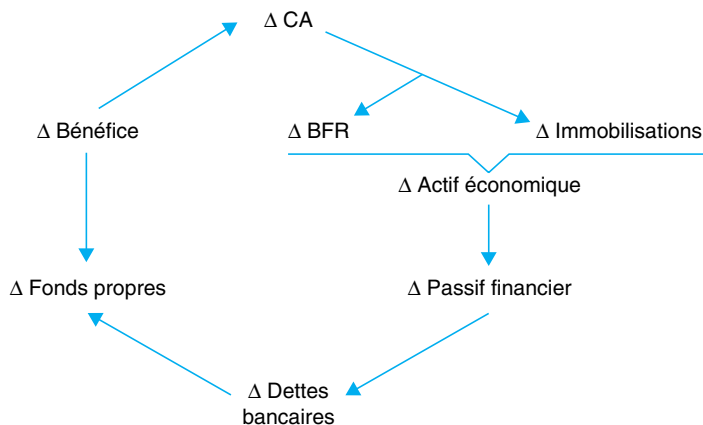 Δ CA
Δ Bénéfice
Δ BFR
Δ Immobilisations
Δ Actif économique
Δ Fonds propres
Δ Passif financier
Δ Dettes
bancaires